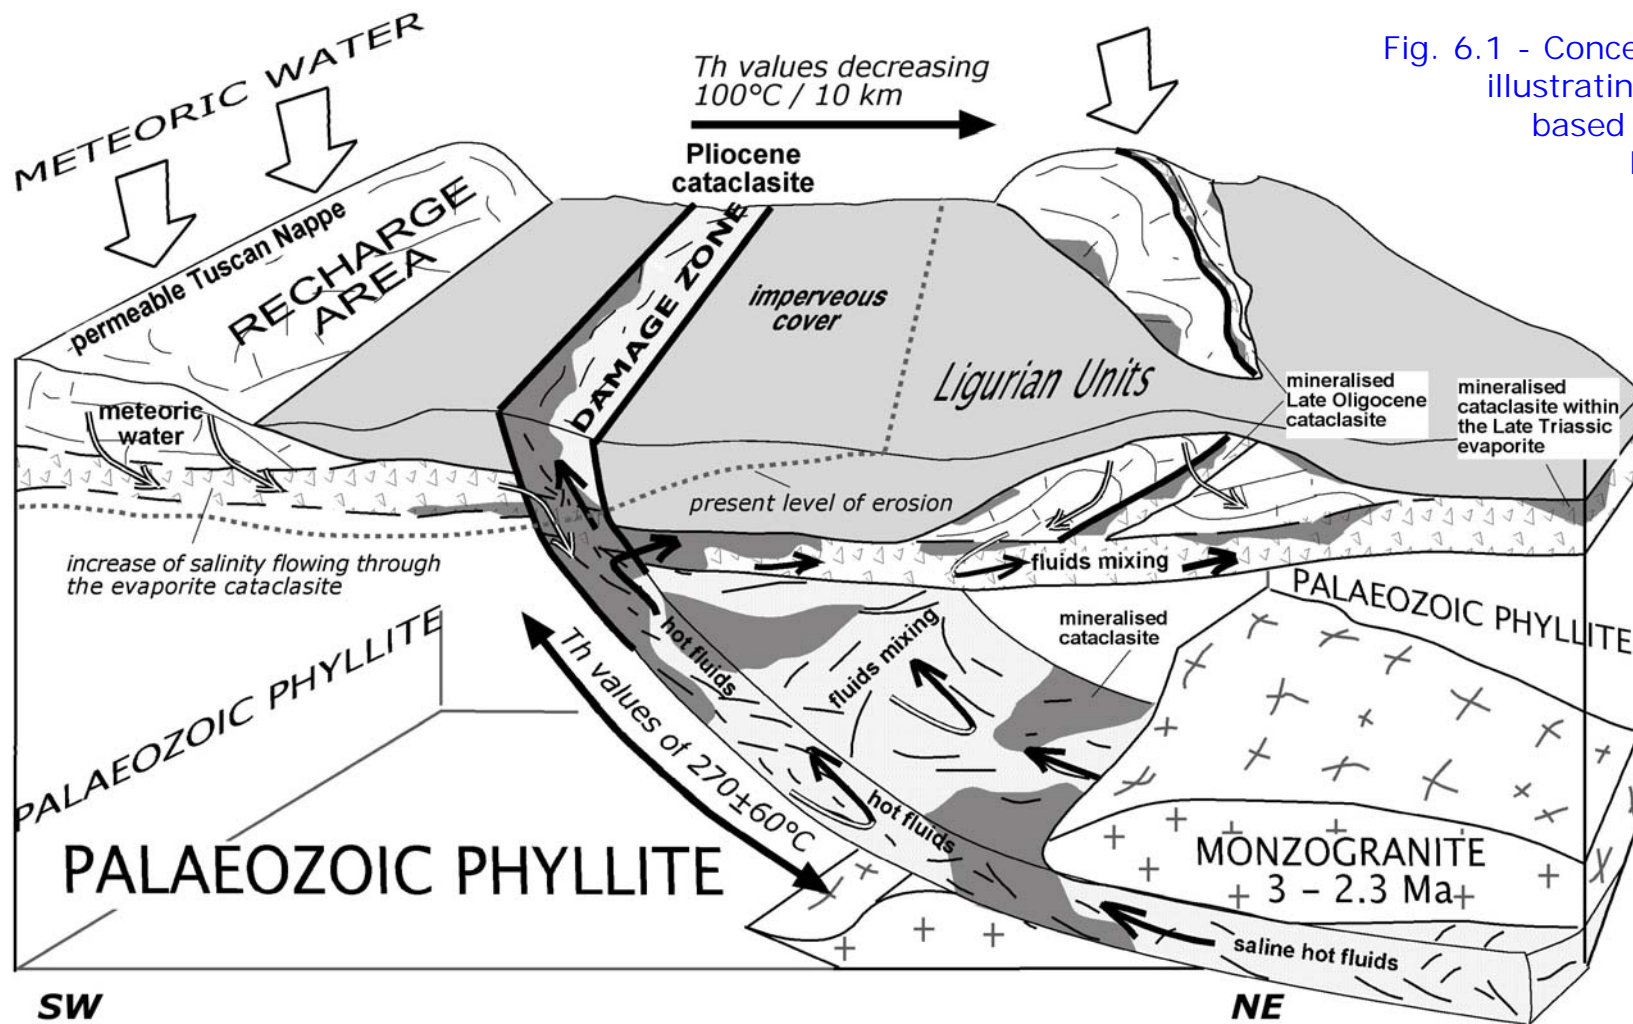 Fig. 6.1 - Conce
illustratin
based
METEORIC WATER
Th values decreasing
100°C / 10 km
Pliocene
cataclasite
permeable Tuscan Nappe
RECHARGE
AREA
DAMAGE ZONE
imperveous
cover
Ligurian Units
mineralised
Late Oligocene
cataclasite
mineralised
cataclasite within
the Late Triassic
evaporite
meteoric
water
present level of erosion
increase of salinity flowing through
the evaporite cataclasite
fluids mixing
PALAEOZOIC PHYLLITE
mineralised
cataclasite
hot fluids
fluids mixing
Th values of 270±60°C
PALAEOZOIC PHYLLITE
hot fluids
PALAEOZOIC PHYLLITE
MONZOGRANITE
3 – 2.3 Ma
saline hot fluids
SW
NE